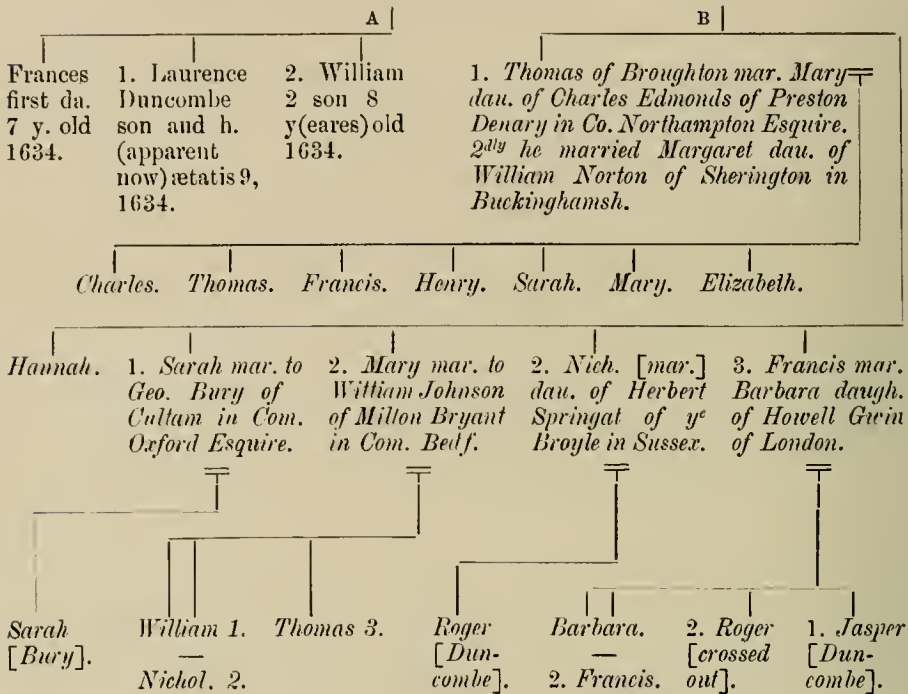 A
B
Frances
first da.
7 y. old
1634.
1. Laurence
Duncombe
son and h.
(apparent
now) ætatis 9,
1634.
2. William
2 son 8
y(eares) old
1634.
1. Thomas of Broughton mar. Mary
dau. of Charles Edmonds of Preston
Denary in Co. Northampton Esquire.
2dly he married Margaret dau. of
William Norton of Sherington in
Buckinghamsh.
Charles. Thomas. Francis. Henry. Sarah. Mary. Elizabeth.
Hannah.
1. Sarah mar. to
Geo. Bury of
Cultam in Com.
Oxford Esquire.
2. Mary mar. to
William Johnson
of Milton Bryant
in Com. Bedf.
2. Nich. [mar.]
dau. of Herbert
Springat of ye
Broyle in Sussex.
3. Francis mar.
Barbara daugh.
of Howell Gwin
of London.
Sarah
[Bury].
William 1.
—
Nichol. 2.
Thomas 3.
Roger
[Dun-
combe].
Barbara.
—
2. Francis.
2. Roger
[crossed
out].
1. Jasper
[Dun-
combe].